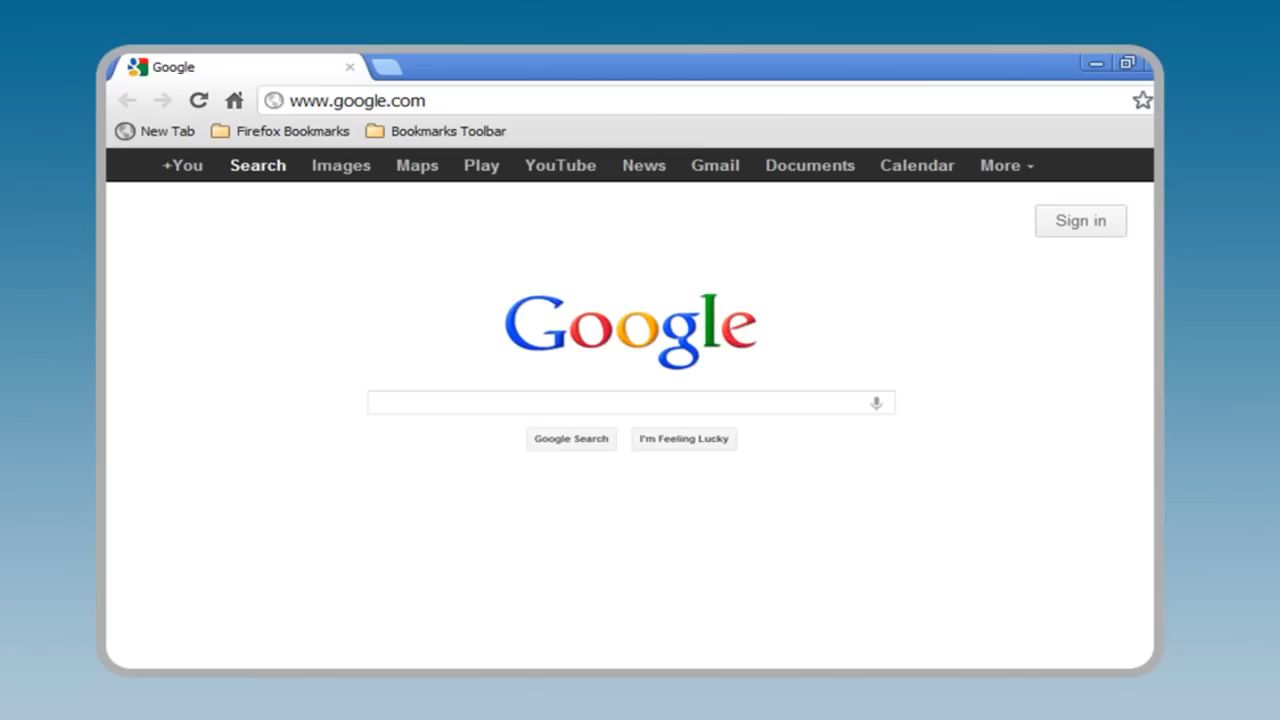 Google
www.google.com
New Tab Firefox Bookmarks Bookmarks Toolbar
+You Search Images Maps Play YouTube News Gmail Documents Calendar More
Sign in
Google
Google Search I'm Feeling Lucky